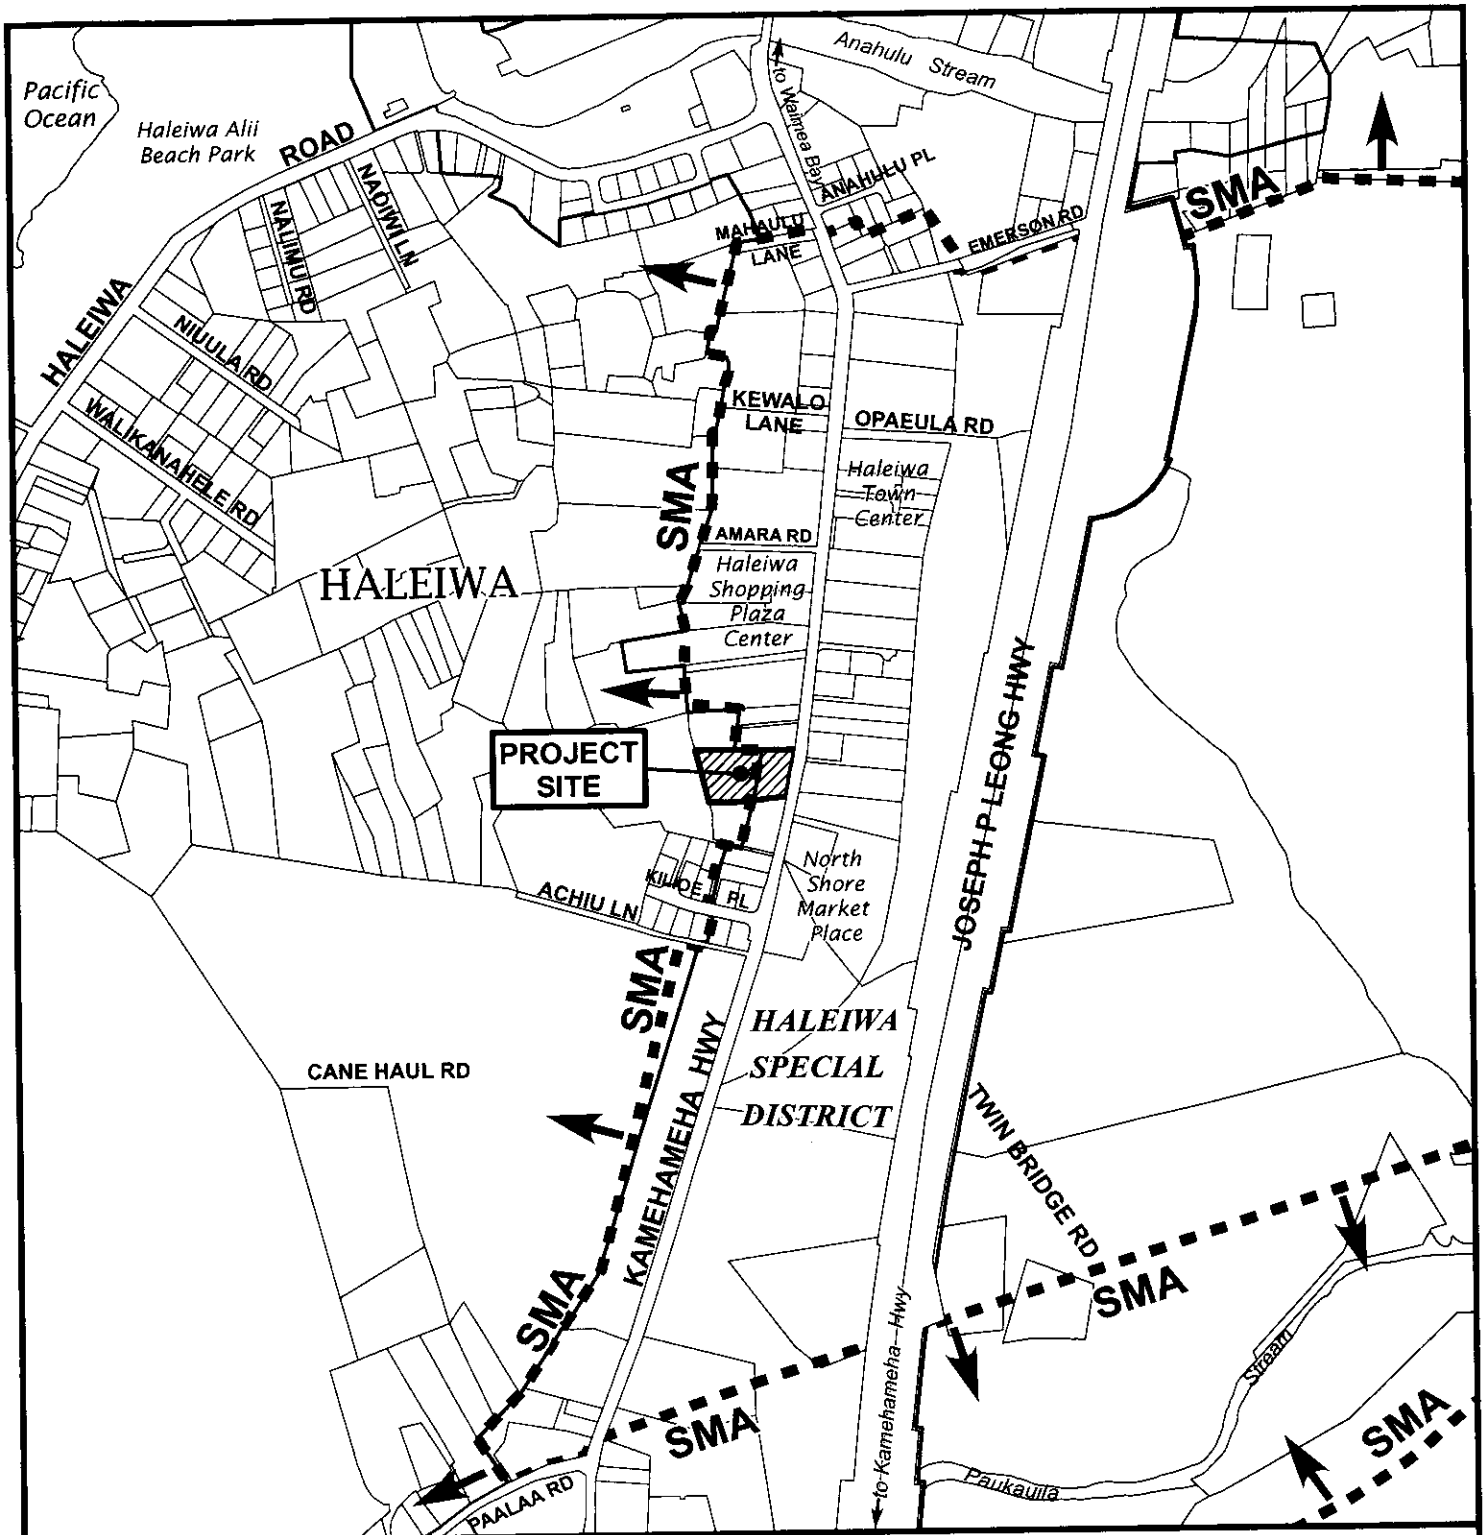 Pacific
Ocean
Haleiwa Alii
Beach Park
HALEIWA
ROAD
NALIMU RD
NAOIWI LN
NIUULA RD
WALIKANAHELE RD
HALEIWA
to Waimea Bay
Anahulu Stream
ANAHULU PL
MAHAULU
LANE
EMERSON RD
SMA
KEWALO
LANE
OPAEULA RD
Haleiwa
Town
Center
SMA
AMARA RD
Haleiwa
Shopping
Plaza
Center
PROJECT
SITE
JOSEPH P LEONG HWY
North
Shore
Market
Place
KILIOE PL
ACHIU LN
SMA
HALEIWA
SPECIAL
DISTRICT
CANE HAUL RD
KAMEHAMEHA HWY
TWIN BRIDGE RD
SMA
SMA
SMA
to Kamehameha Hwy
Paukauila
Stream
SMA
PAALAA RD